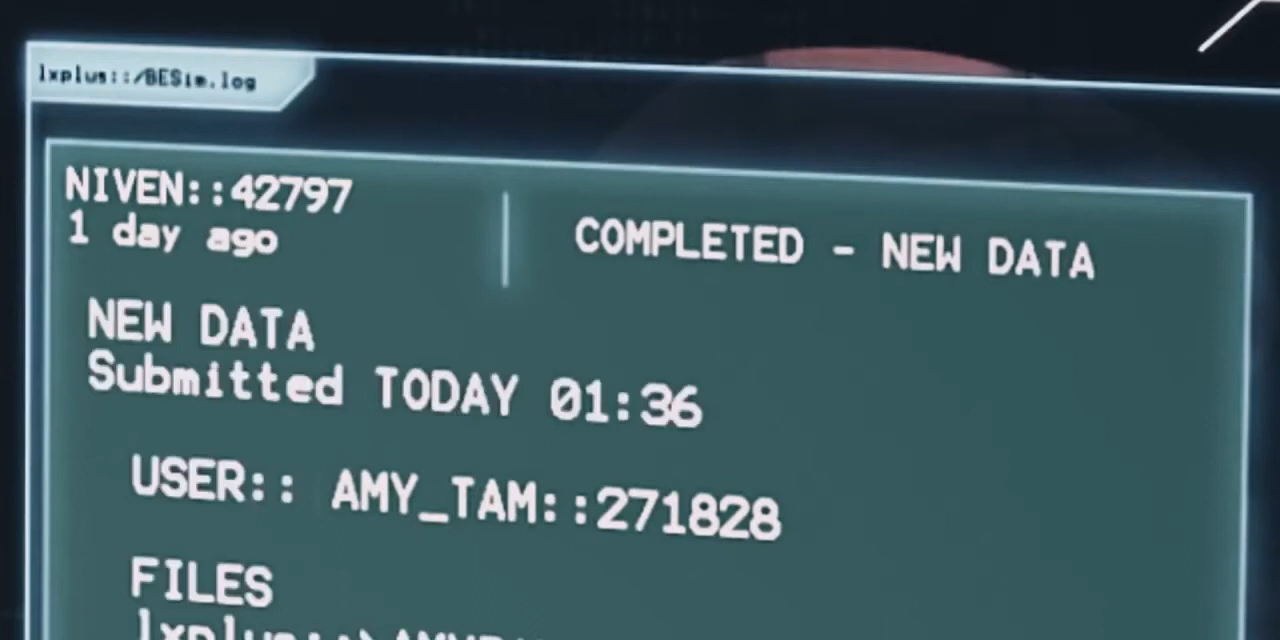 lxplus::/BESim.log
NIVEN::42797
1 day ago
COMPLETED - NEW DATA
NEW DATA
Submitted TODAY 01:36
USER:: AMY_TAM::271828
FILES